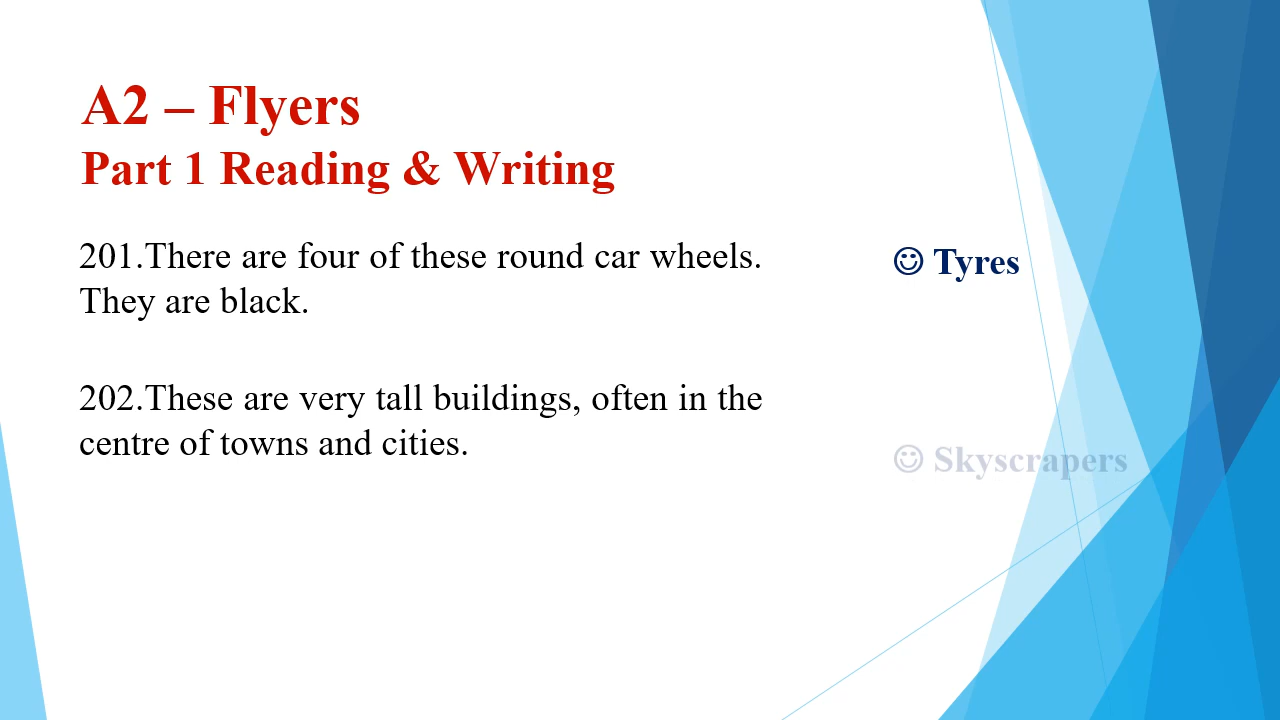 A2 – Flyers
Part 1 Reading & Writing
201.There are four of these round car wheels.
They are black.
☺ Tyres
202.These are very tall buildings, often in the
centre of towns and cities.
☺ Skyscrapers